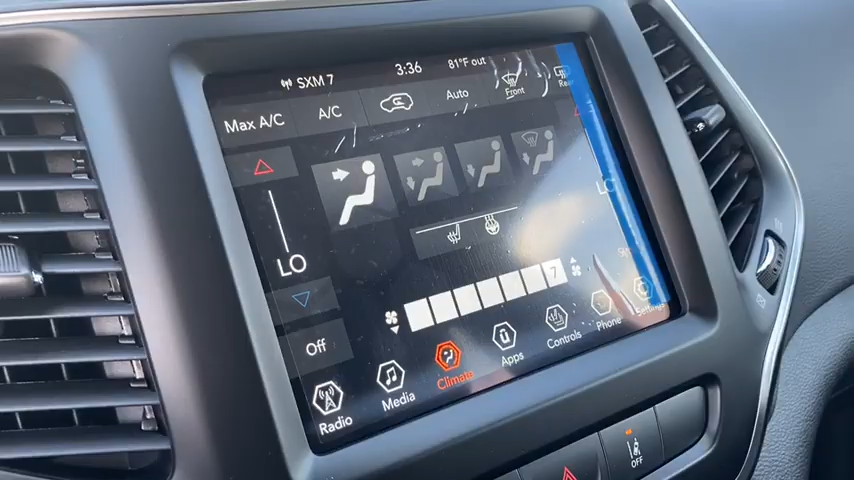 SXM 7 3:36 81°F out
Max A/C A/C Auto Front
LO LO
7
Off
Radio Media Climate Apps Controls Phone Settings
OFF